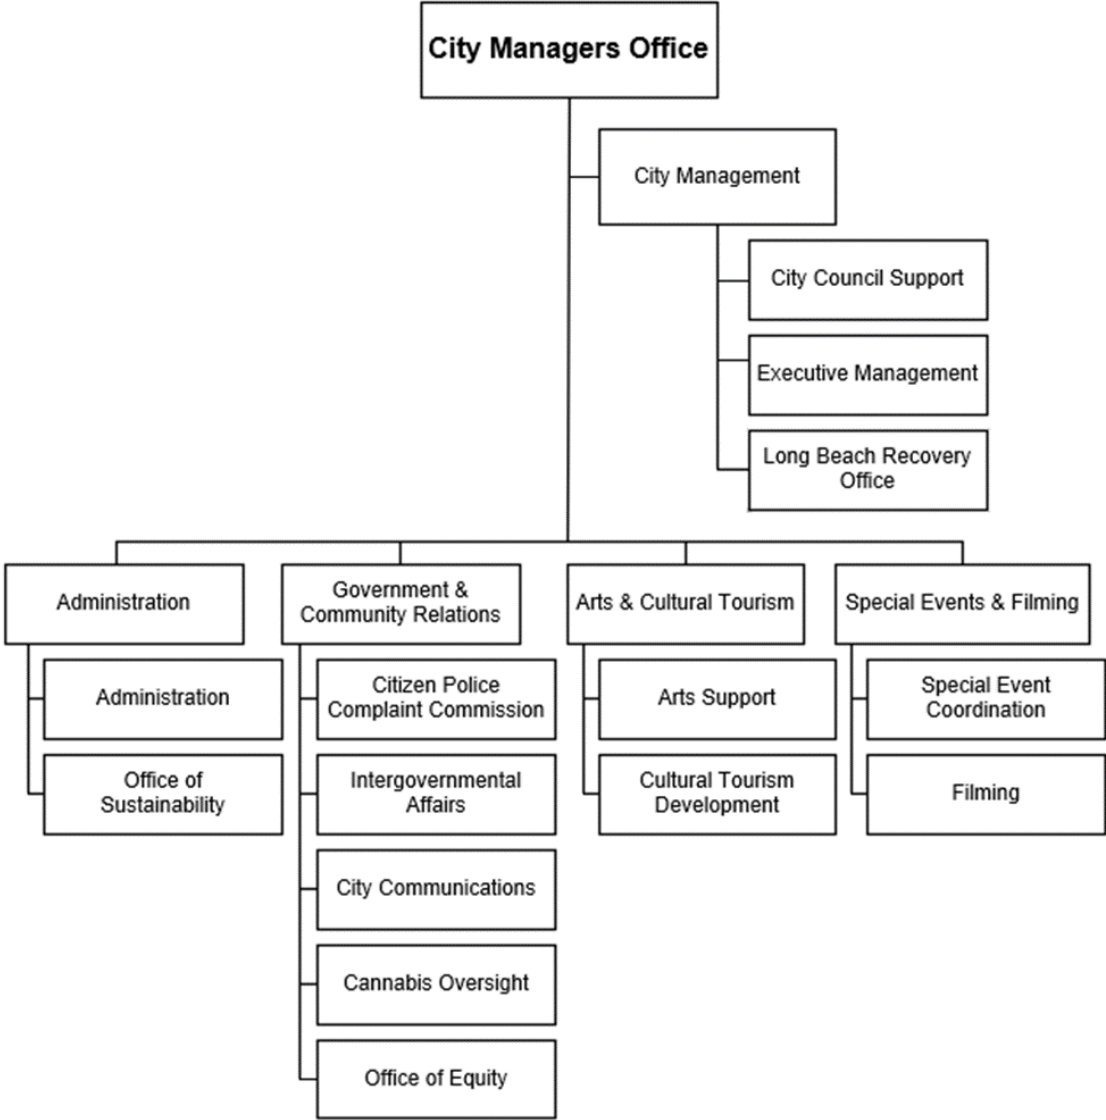 City Managers Office
City Management
City Council Support
Executive Management
Long Beach Recovery
Office
Administration
Administration
Office of
Sustainability
Government &
Community Relations
Citizen Police
Complaint Commission
Intergovernmental
Affairs
City Communications
Cannabis Oversight
Office of Equity
Arts & Cultural Tourism
Arts Support
Cultural Tourism
Development
Special Events & Filming
Special Event
Coordination
Filming